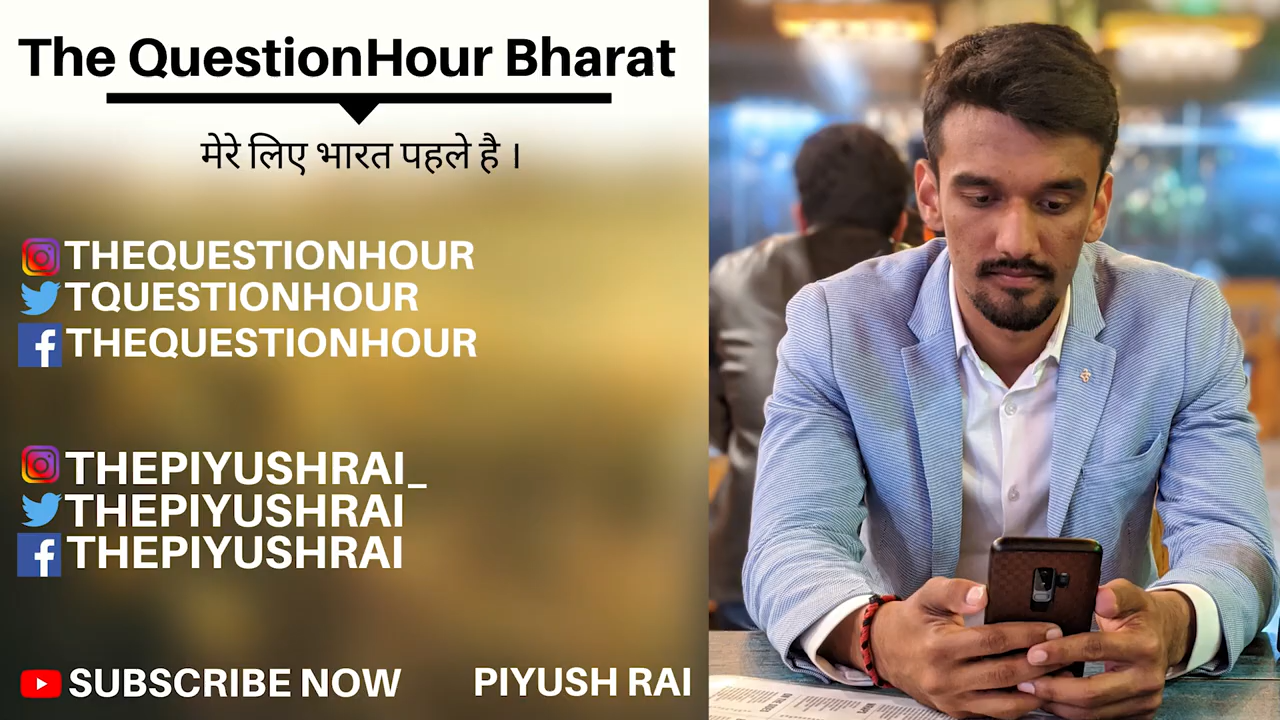 The QuestionHour Bharat
मेरे लिए भारत पहले है ।
THEQUESTIONHOUR
TQUESTIONHOUR
THEQUESTIONHOUR
THEPIYUSHRAI_
THEPIYUSHRAI
THEPIYUSHRAI
SUBSCRIBE NOW
PIYUSH RAI